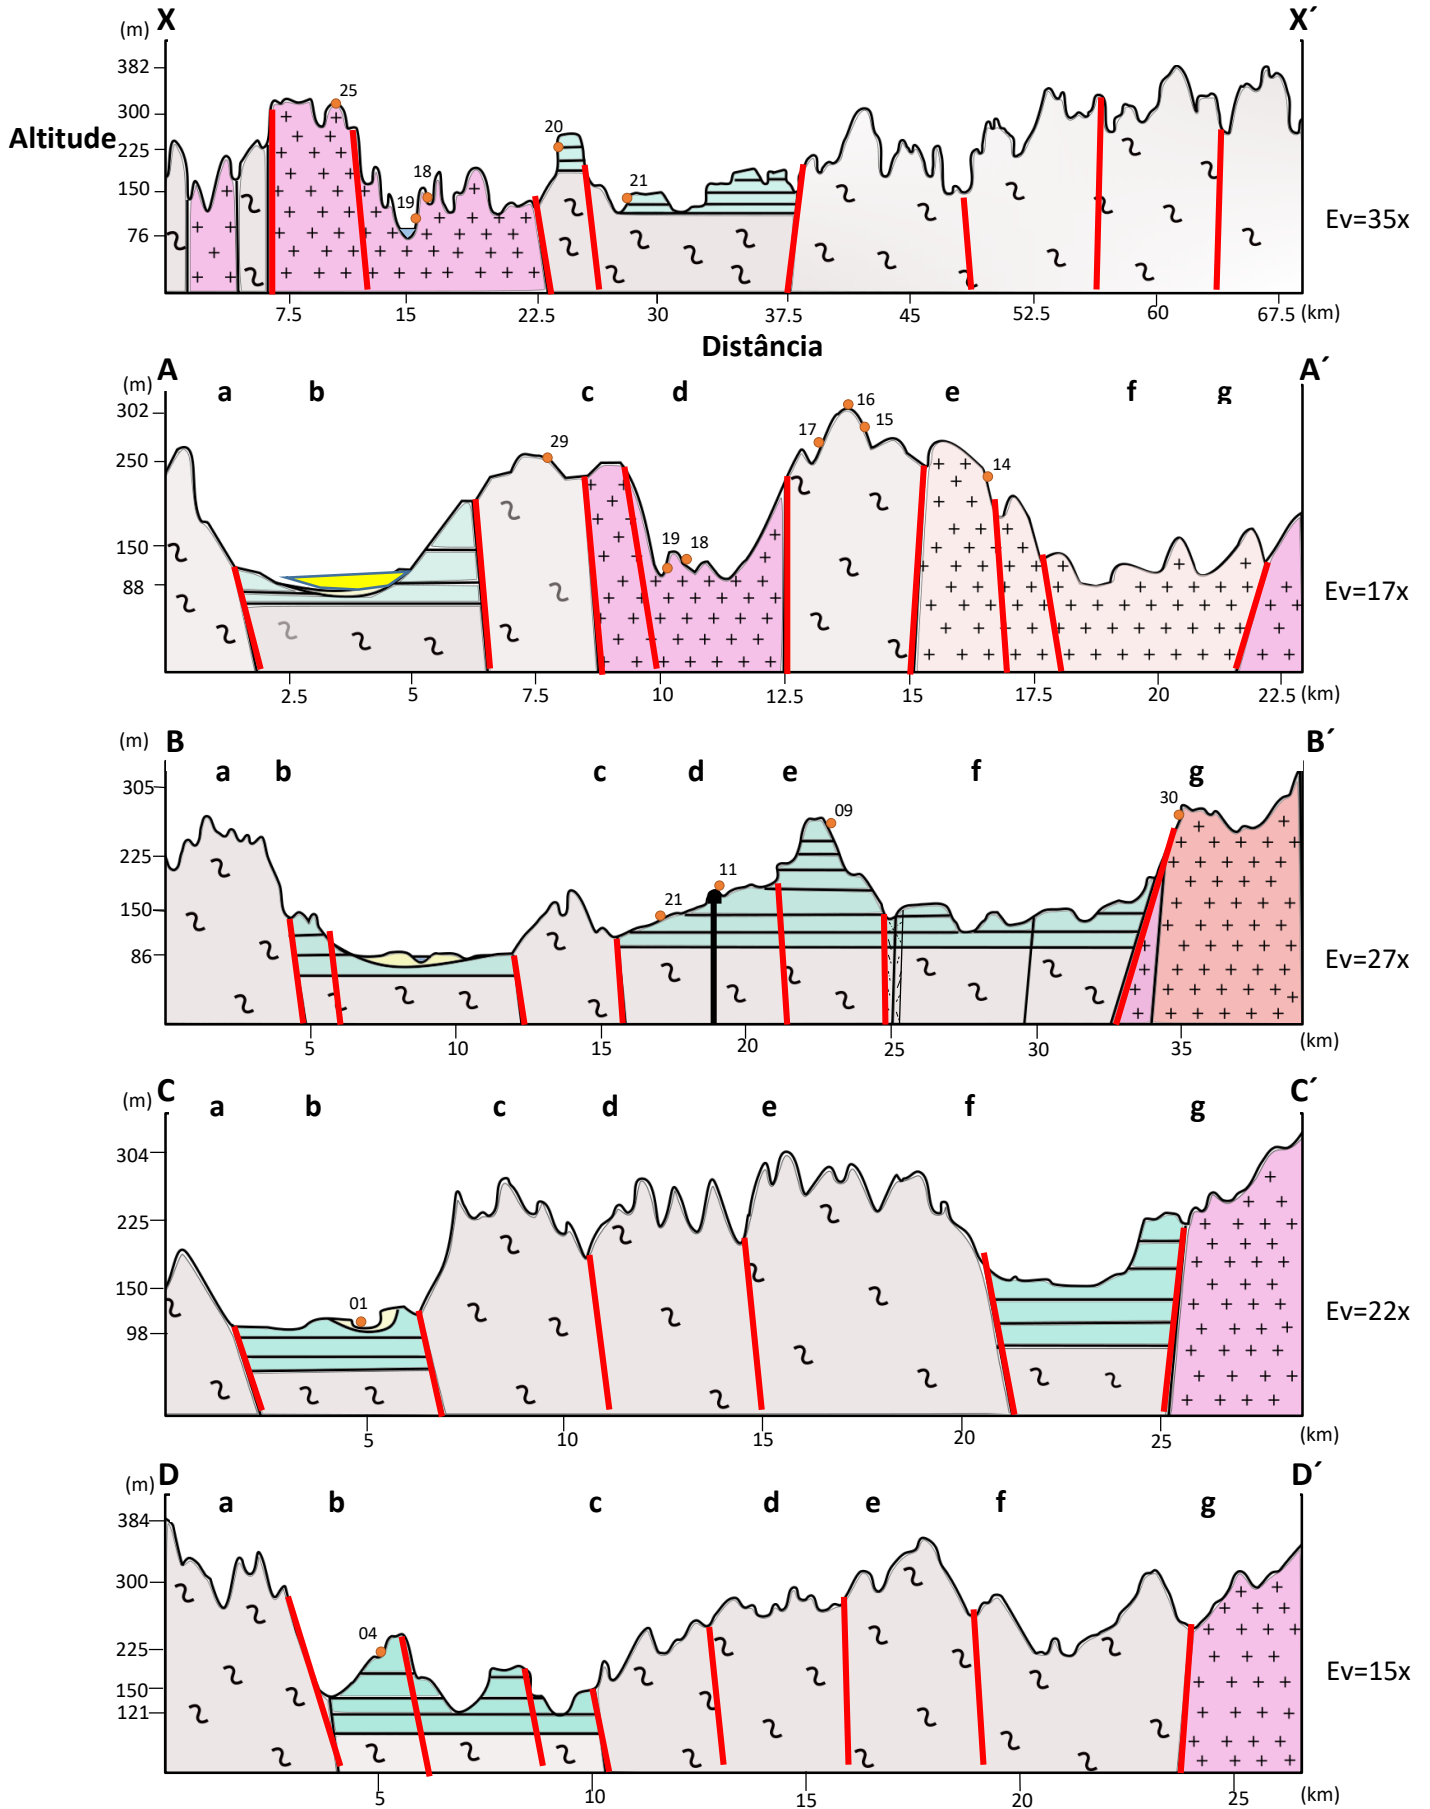 (m) X X´
382
300
225
150
76
Altitude
25
18
19
20
21
Ev=35x
7.5 15 22.5 30 37.5 45 52.5 60 67.5 (km)
Distância
(m) A A´
a b c d e f g
302
250
150
88
29
19 18
17 16 15
14
Ev=17x
2.5 5 7.5 10 12.5 15 17.5 20 22.5 (km)
(m) B B´
a b c d e f g
305
225
150
86
21
11
09
30
Ev=27x
5 10 15 20 25 30 35 (km)
(m) C C´
a b c d e f g
304
225
150
98
01
Ev=22x
5 10 15 20 25 (km)
(m) D D´
a b c d e f g
384
300
225
150
121
04
Ev=15x
5 10 15 20 25 (km)